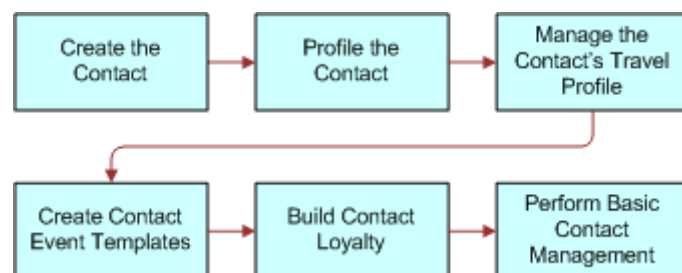 Create the
Contact
Profile the
Contact
Manage the
Contact's Travel
Profile
Create Contact
Event Templates
Build Contact
Loyalty
Perform Basic
Contact
Management